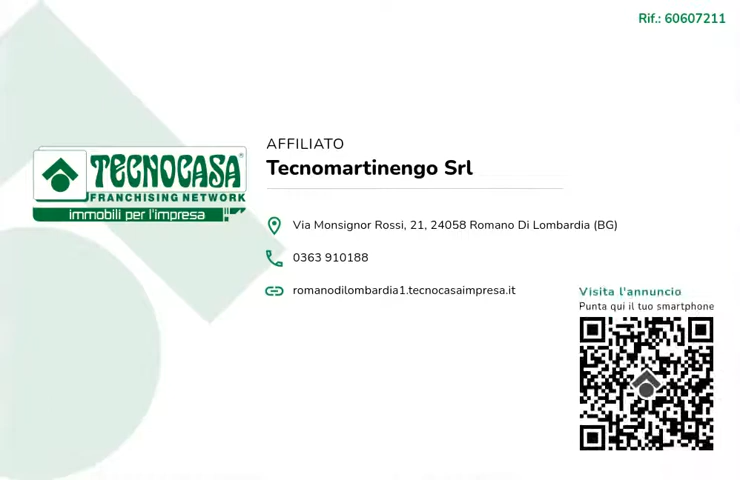 Rif.: 60607211
AFFILIATO
Tecnomartinengo Srl
TECNOCASA®
FRANCHISING NETWORK
immobili per l'impresa
Via Monsignor Rossi, 21, 24058 Romano Di Lombardia (BG)
0363 910188
romanodilombardia1.tecnocasaimpresa.it
Visita l'annuncio
Punta qui il tuo smartphone